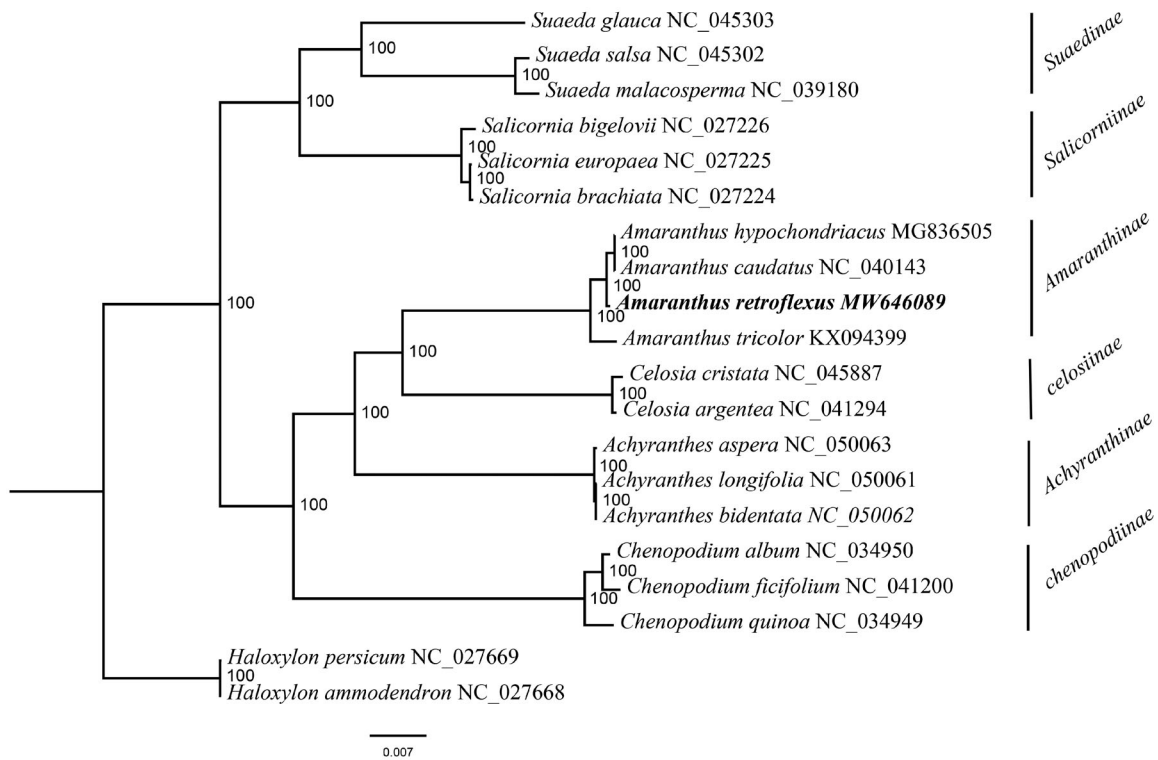 Suaeda glauca NC_045303
100
Suaeda salsa NC_045302
100
Suaeda malacosperma NC_039180
Suaedinae
100
Salicornia bigelovii NC_027226
100
Salicornia europaea NC_027225
100
Salicornia brachiata NC_027224
Salicorniinae
Amaranthus hypochondriacus MG836505
100
Amaranthus caudatus NC_040143
100
Amaranthus retroflexus MW646089
100
Amaranthus tricolor KX094399
Amaranthinae
100
100
Celosia cristata NC_045887
100
Celosia argentea NC_041294
celosiinae
100
Achyranthes aspera NC_050063
100
Achyranthes longifolia NC_050061
100
Achyranthes bidentata NC_050062
Achyranthinae
100
Chenopodium album NC_034950
100
Chenopodium ficifolium NC_041200
100
Chenopodium quinoa NC_034949
chenopodiinae
Haloxylon persicum NC_027669
100
Haloxylon ammodendron NC_027668
0.007